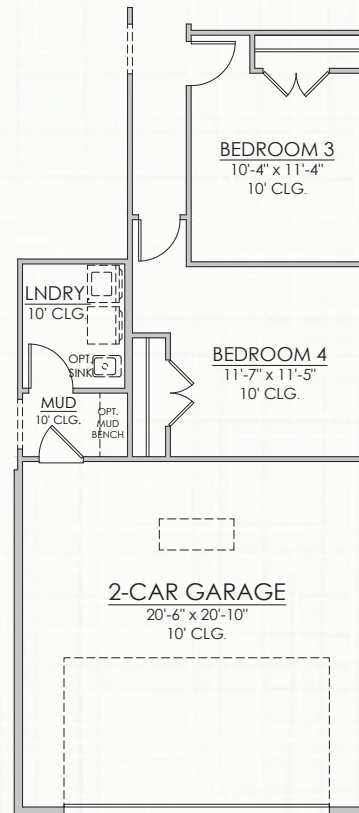 BEDROOM 3
10'-4" x 11'-4"
10' CLG.
LNDRY
10' CLG.
OPT.
SINK
BEDROOM 4
11'-7" x 11'-5"
10' CLG.
MUD
10' CLG.
OPT.
MUD
BENCH
2-CAR GARAGE
20'-6" x 20'-10"
10' CLG.